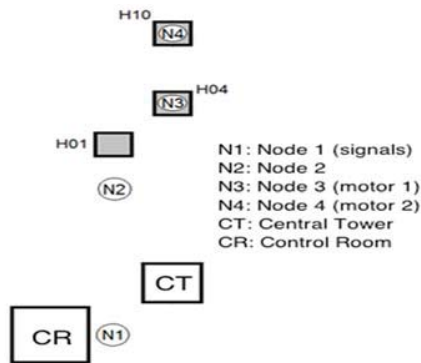 H10
N4
N3
H04
H01
N2
N1: Node 1 (signals)
N2: Node 2
N3: Node 3 (motor 1)
N4: Node 4 (motor 2)
CT: Central Tower
CR: Control Room
CT
CR
N1